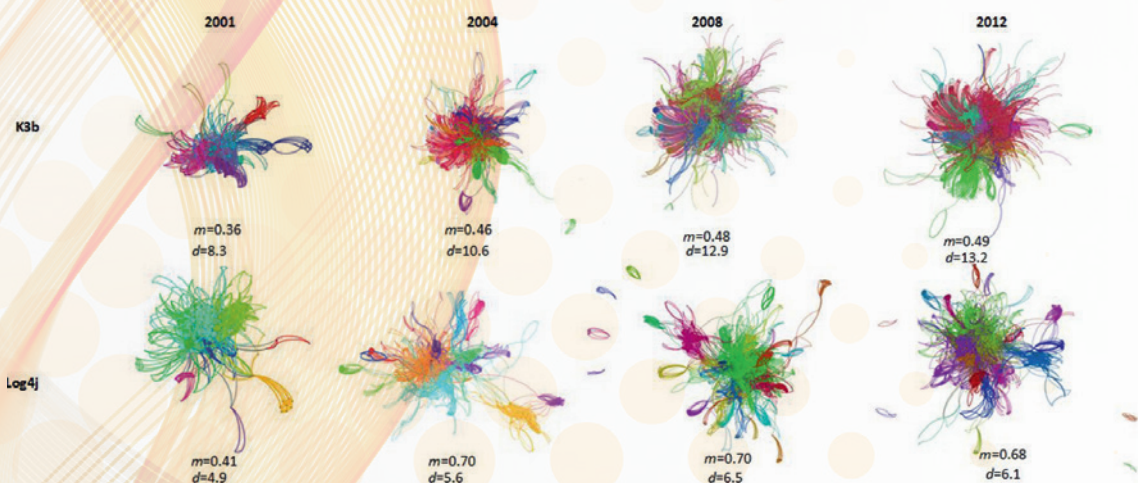 2001 2004 2008 2012
K3b
m=0.36 m=0.46 m=0.48 m=0.49
d=8.3 d=10.6 d=12.9 d=13.2
Log4j
m=0.41 m=0.70 m=0.70 m=0.68
d=4.9 d=5.6 d=6.5 d=6.1